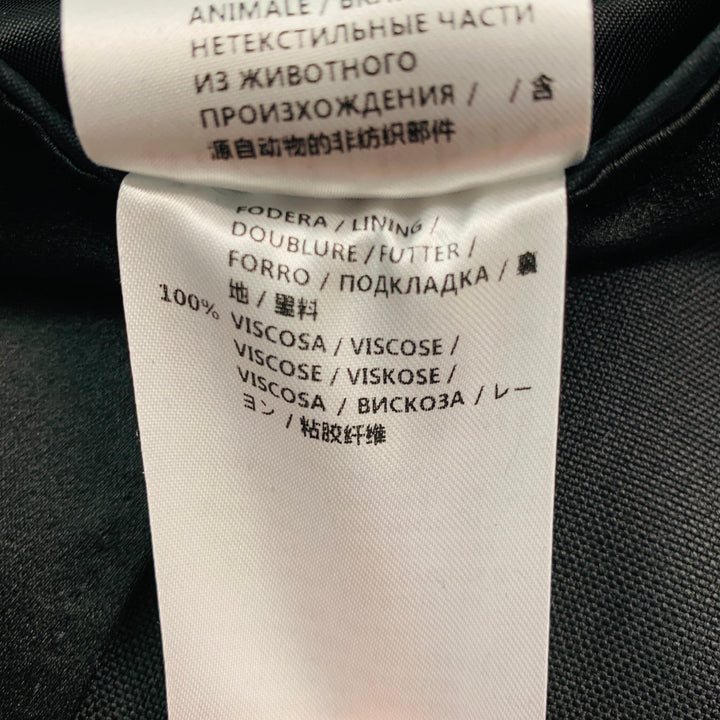 ANIMALE /
НЕТЕКСТИЛЬНЫЕ ЧАСТИ
ИЗ ЖИВОТНОГО
ПРОИЗХОЖДЕНИЯ / / 含
源自动物的非纺织部件
FODERA / LINING /
DOUBLURE / FUTTER /
FORRO / ПОДКЛАДКА / 裏
地 / 里料
100% VISCOSA / VISCOSE /
VISCOSE / VISKOSE /
VISCOSA / ВИСКОЗА / レー
ヨン / 粘胶纤维